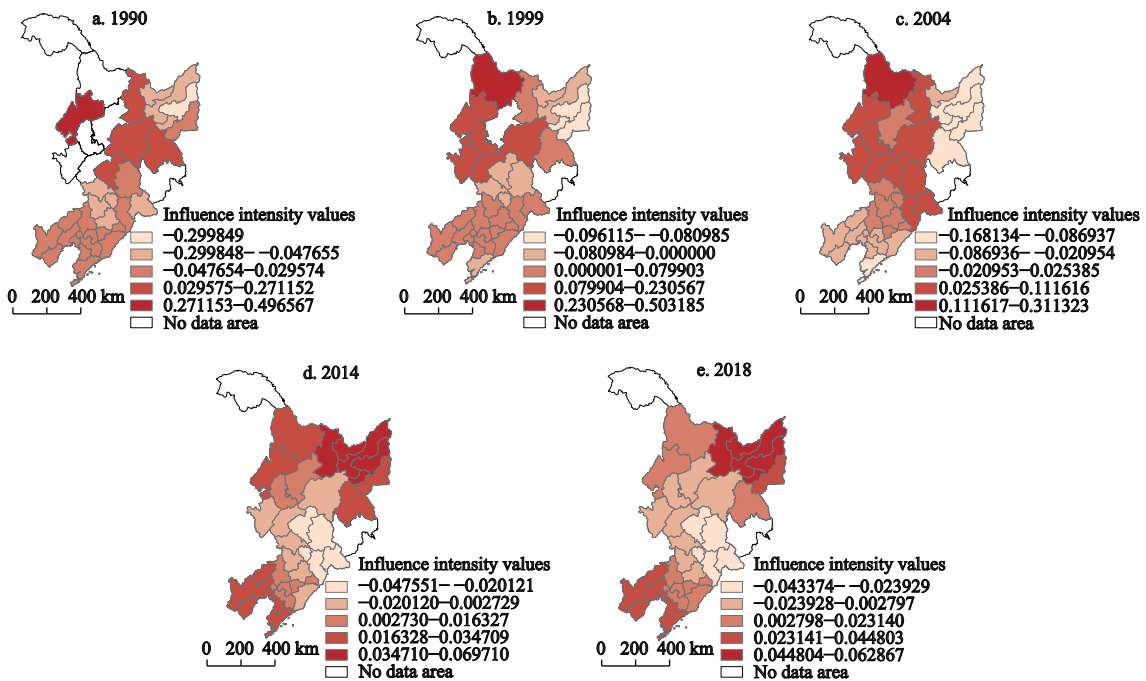 a. 1990
Influence intensity values
−0.299849
−0.299848−−0.047655
−0.047654−0.029574
0.029575−0.271152
0.271153−0.496567
No data area
0 200 400 km
b. 1999
Influence intensity values
−0.096115−−0.080985
−0.080984−0.000000
0.000001−0.079903
0.079904−0.230567
0.230568−0.503185
No data area
0 200 400 km
c. 2004
Influence intensity values
−0.168134−−0.086937
−0.086936−−0.020954
−0.020953−0.025385
0.025386−0.111616
0.111617−0.311323
No data area
0 200 400 km
d. 2014
Influence intensity values
−0.047551−−0.020121
−0.020120−0.002729
0.002730−0.016327
0.016328−0.034709
0.034710−0.069710
No data area
0 200 400 km
e. 2018
Influence intensity values
−0.043374−−0.023929
−0.023928−0.002797
0.002798−0.023140
0.023141−0.044803
0.044804−0.062867
No data area
0 200 400 km